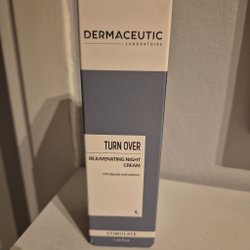 DERMACEUTIC
LABORATOIRE
TURN OVER
REJUVENATING NIGHT
CREAM
STIMULATE